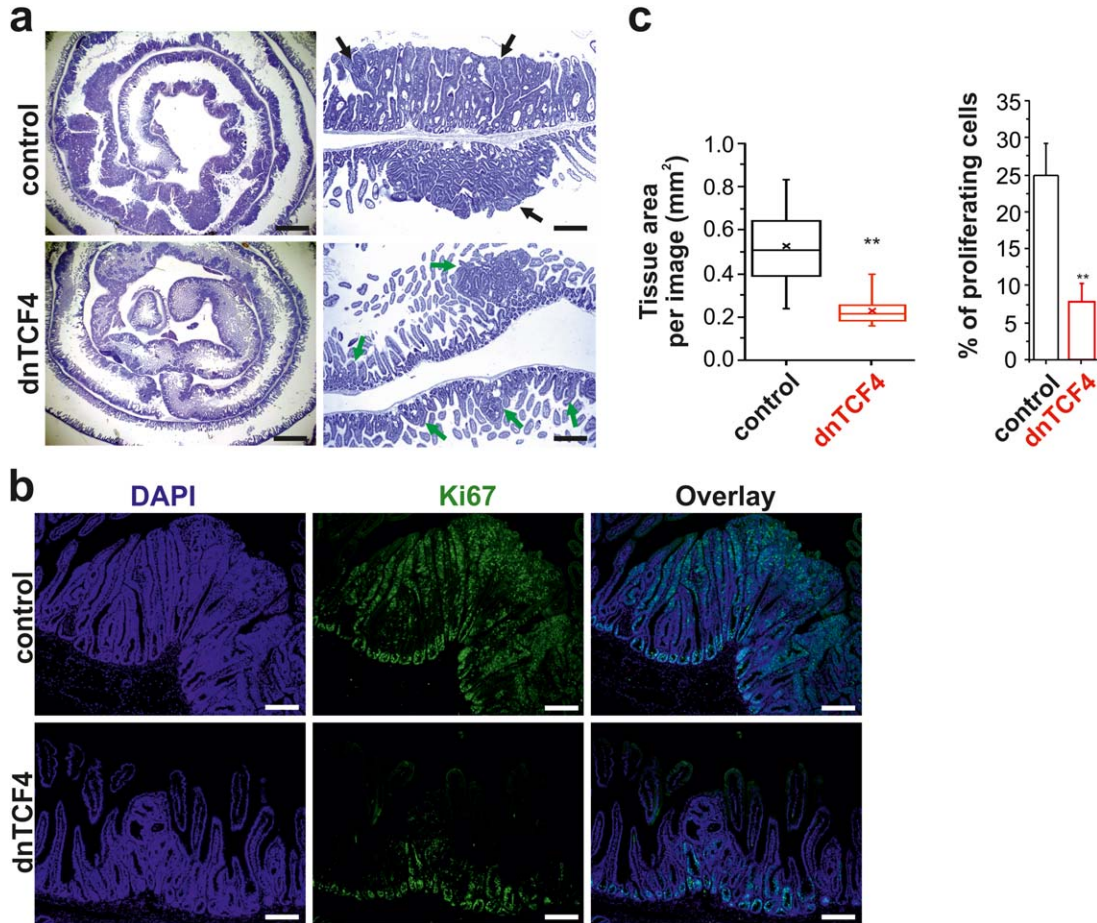 a
control
dnTCF4
c
Tissue area
per image (mm²)
1.0
0.8
0.6
0.4
0.2
0.0
**
control
dnTCF4
% of proliferating cells
35
30
25
20
15
10
5
0
**
control
dnTCF4
b
DAPI
Ki67
Overlay
control
dnTCF4